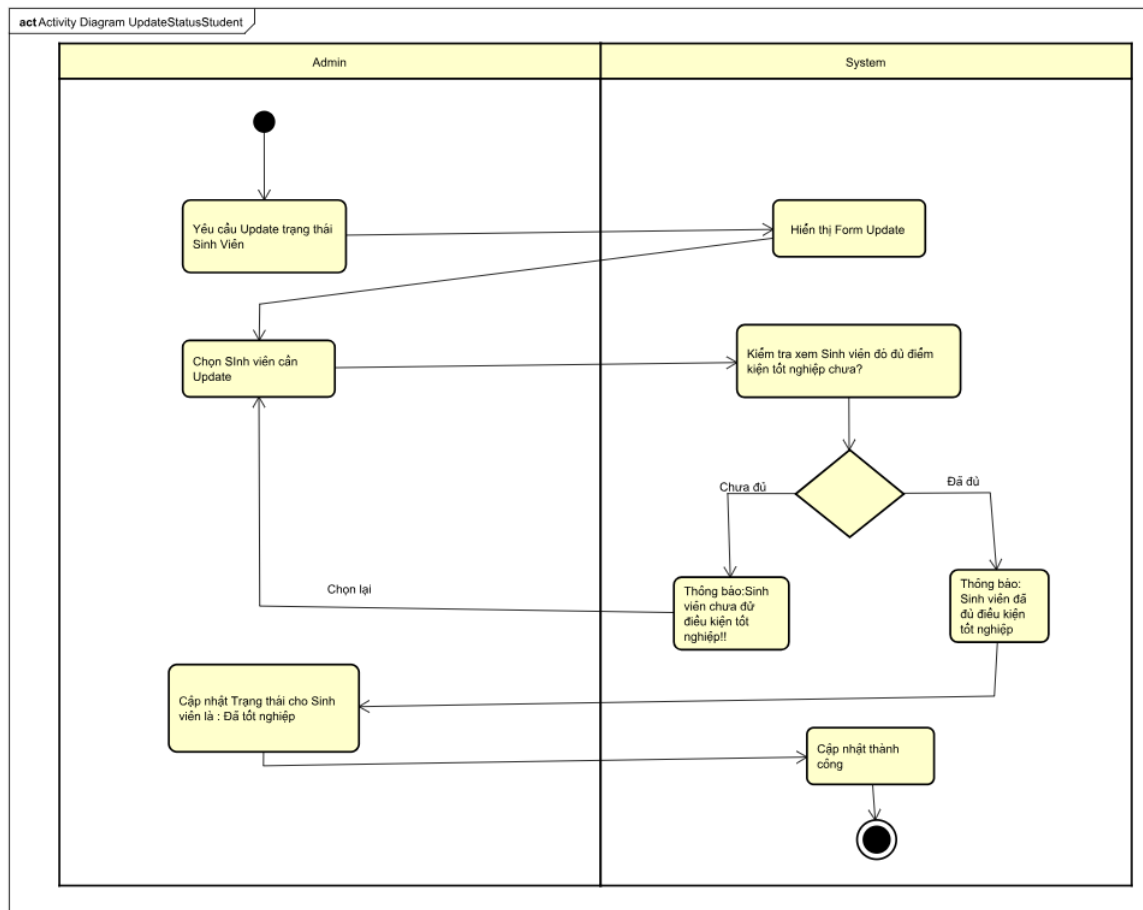 act Activity Diagram UpdateStatusStudent
Admin
System
Yêu cầu Update trạng thái
Sinh Viên
Hiển thị Form Update
Chọn SInh viên cần
Update
Kiểm tra xem Sinh viên đò đủ điểm
kiện tốt nghiệp chưa?
Chưa đủ
Đã đủ
Chọn lại
Thông báo:Sinh
viên chưa đử
điều kiện tốt
nghiệp!!
Thông báo:
Sinh viên đã
đủ điều kiện
tốt nghiệp
Cập nhật Trạng thái cho Sinh
viên là : Đã tốt nghiệp
Cập nhật thành
công